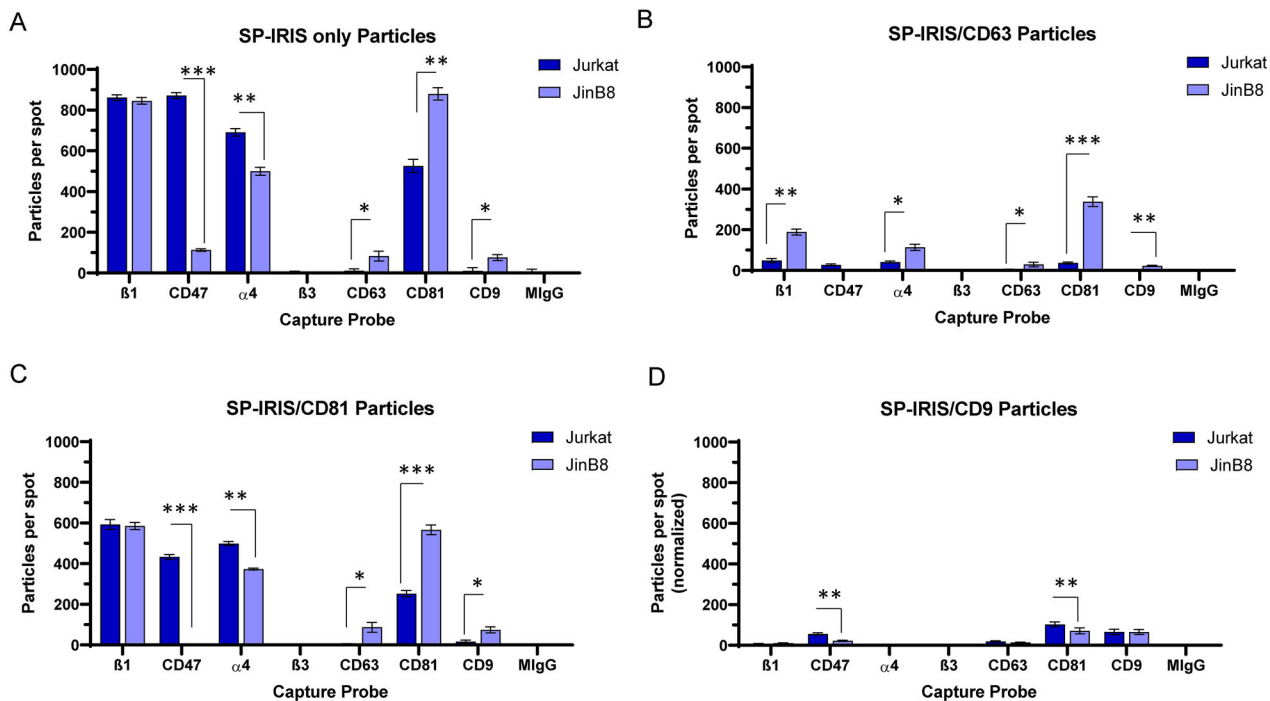 A
SP-IRIS only Particles
Jurkat
JinB8
Particles per spot
1000
800
600
400
200
0
***
**
*
**
*
ß1 CD47 α4 ß3 CD63 CD81 CD9 MIgG
Capture Probe
B
SP-IRIS/CD63 Particles
Jurkat
JinB8
Particles per spot
1000
800
600
400
200
0
**
*
*
***
**
ß1 CD47 α4 ß3 CD63 CD81 CD9 MIgG
Capture Probe
C
SP-IRIS/CD81 Particles
Jurkat
JinB8
Particles per spot
1000
800
600
400
200
0
***
**
*
***
*
ß1 CD47 α4 ß3 CD63 CD81 CD9 MIgG
Capture Probe
D
SP-IRIS/CD9 Particles
Jurkat
JinB8
Particles per spot
(normalized)
1000
800
600
400
200
0
**
**
ß1 CD47 α4 ß3 CD63 CD81 CD9 MIgG
Capture Probe